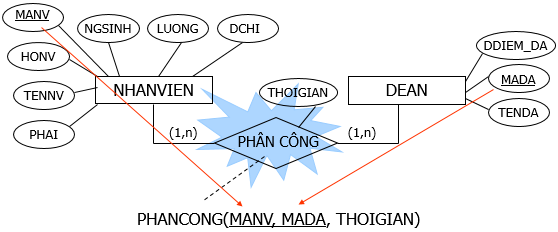 MANV
NGSINH
LUONG
DCHI
HONV
TENNV
PHAI
NHANVIEN
THOIGIAN
DEAN
DDIEM_DA
MADA
TENDA
(1,n)
PHÂN CÔNG
(1,n)
PHANCONG(MANV, MADA, THOIGIAN)